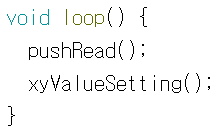 void loop() {
  pushRead();
  xyValueSetting();
}